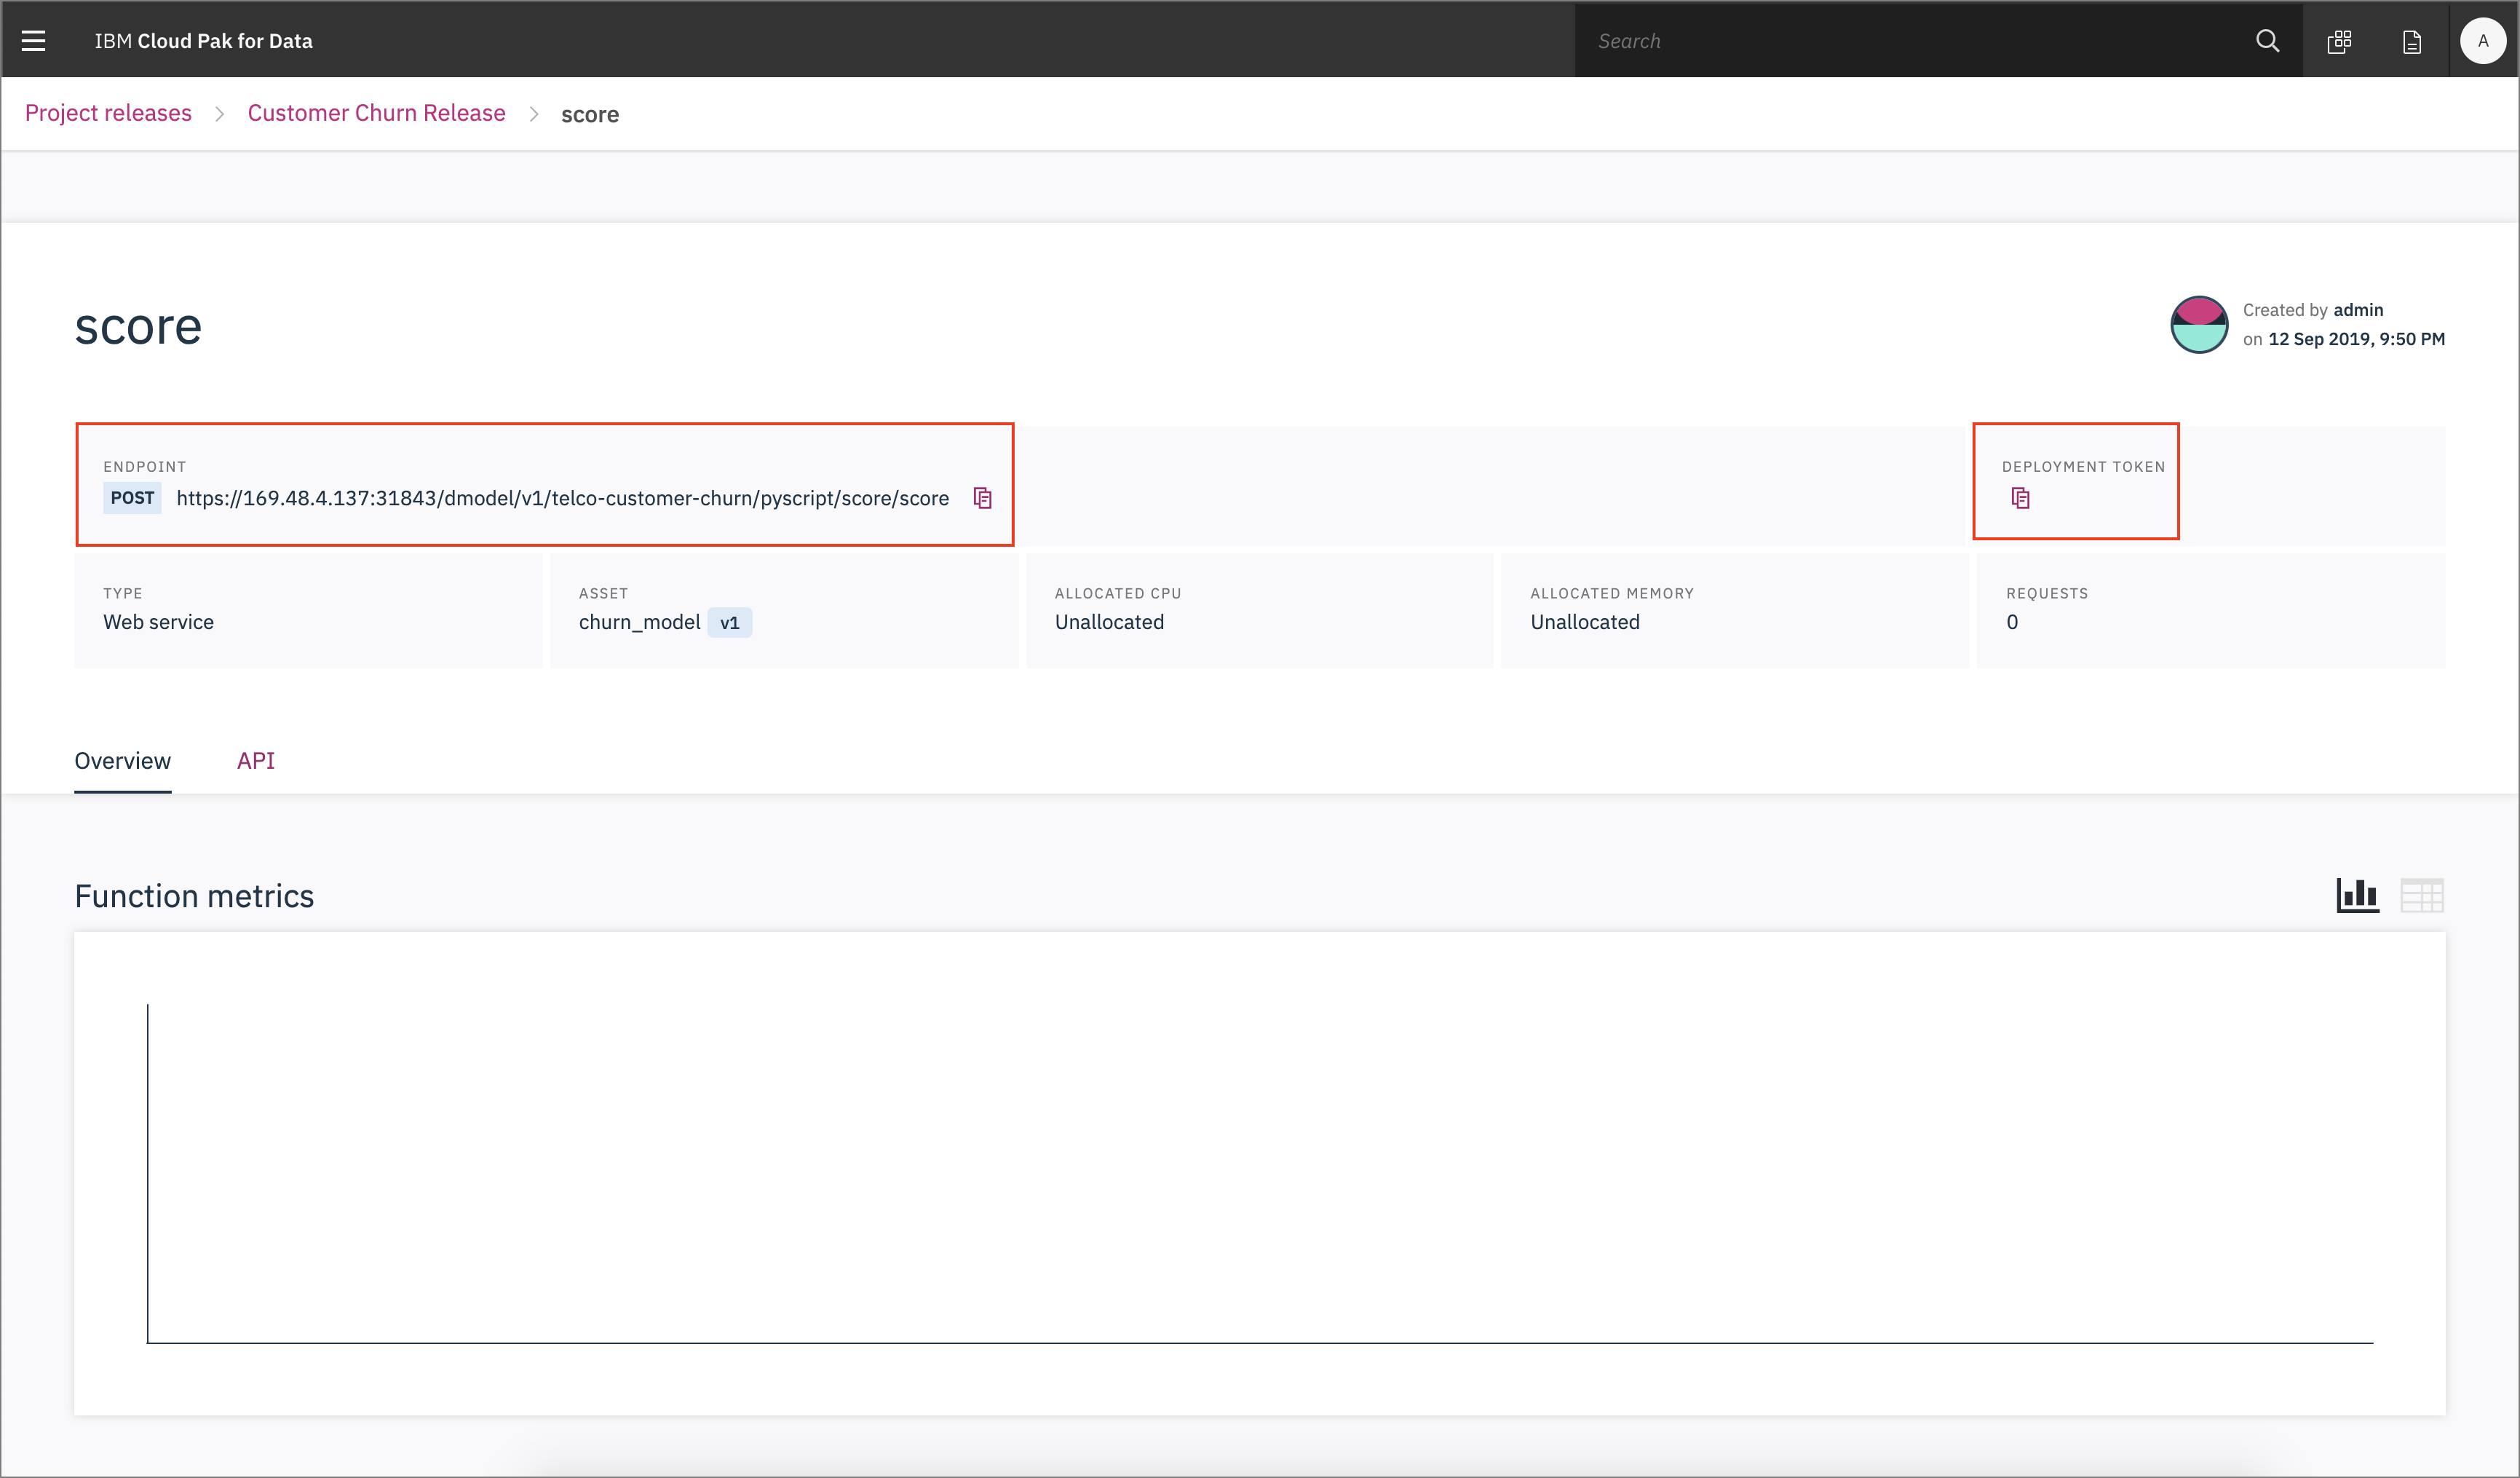 IBM Cloud Pak for Data
Search
A
Project releases > Customer Churn Release > score
score
Created by admin
on 12 Sep 2019, 9:50 PM
ENDPOINT
POST https://169.48.4.137:31843/dmodel/v1/telco-customer-churn/pyscript/score/score
DEPLOYMENT TOKEN
TYPE
Web service
ASSET
churn_model v1
ALLOCATED CPU
Unallocated
ALLOCATED MEMORY
Unallocated
REQUESTS
0
Overview
API
Function metrics